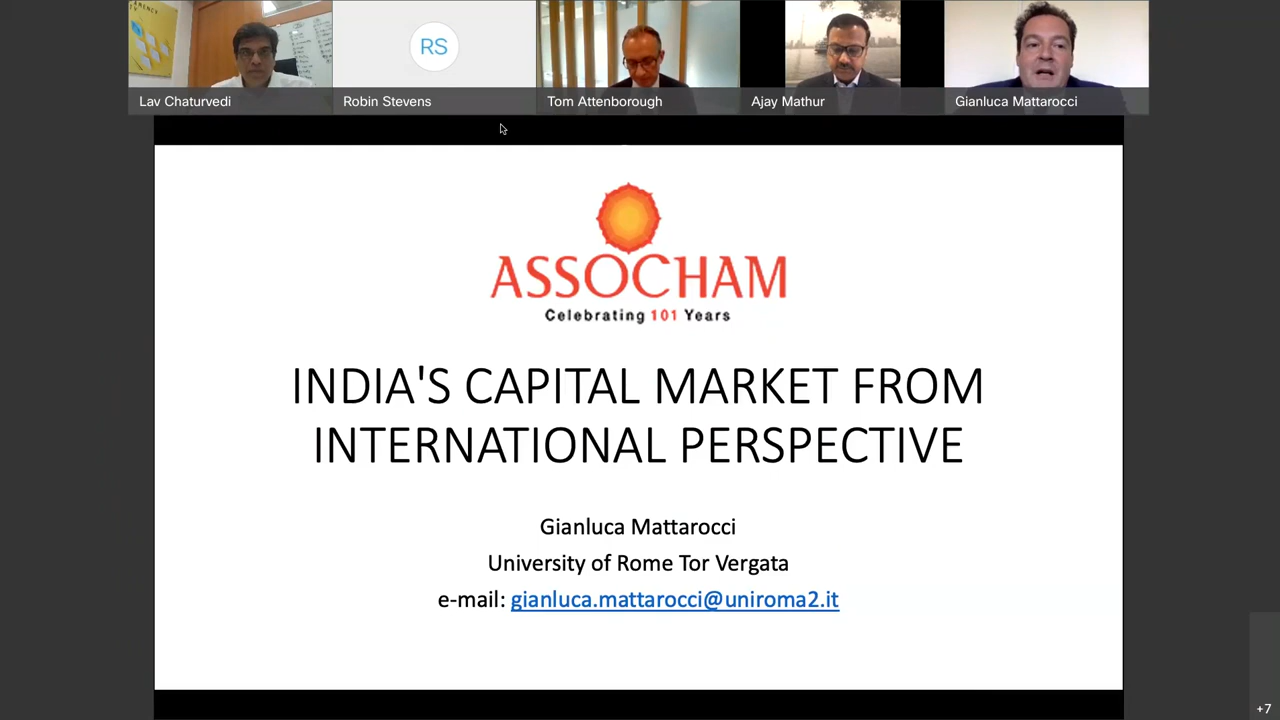 Lav Chaturvedi
RS
Robin Stevens
Tom Attenborough
Ajay Mathur
Gianluca Mattarocci
ASSOCHAM
Celebrating 101 Years
INDIA'S CAPITAL MARKET FROM
INTERNATIONAL PERSPECTIVE
Gianluca Mattarocci
University of Rome Tor Vergata
e-mail: gianluca.mattarocci@uniroma2.it
+7